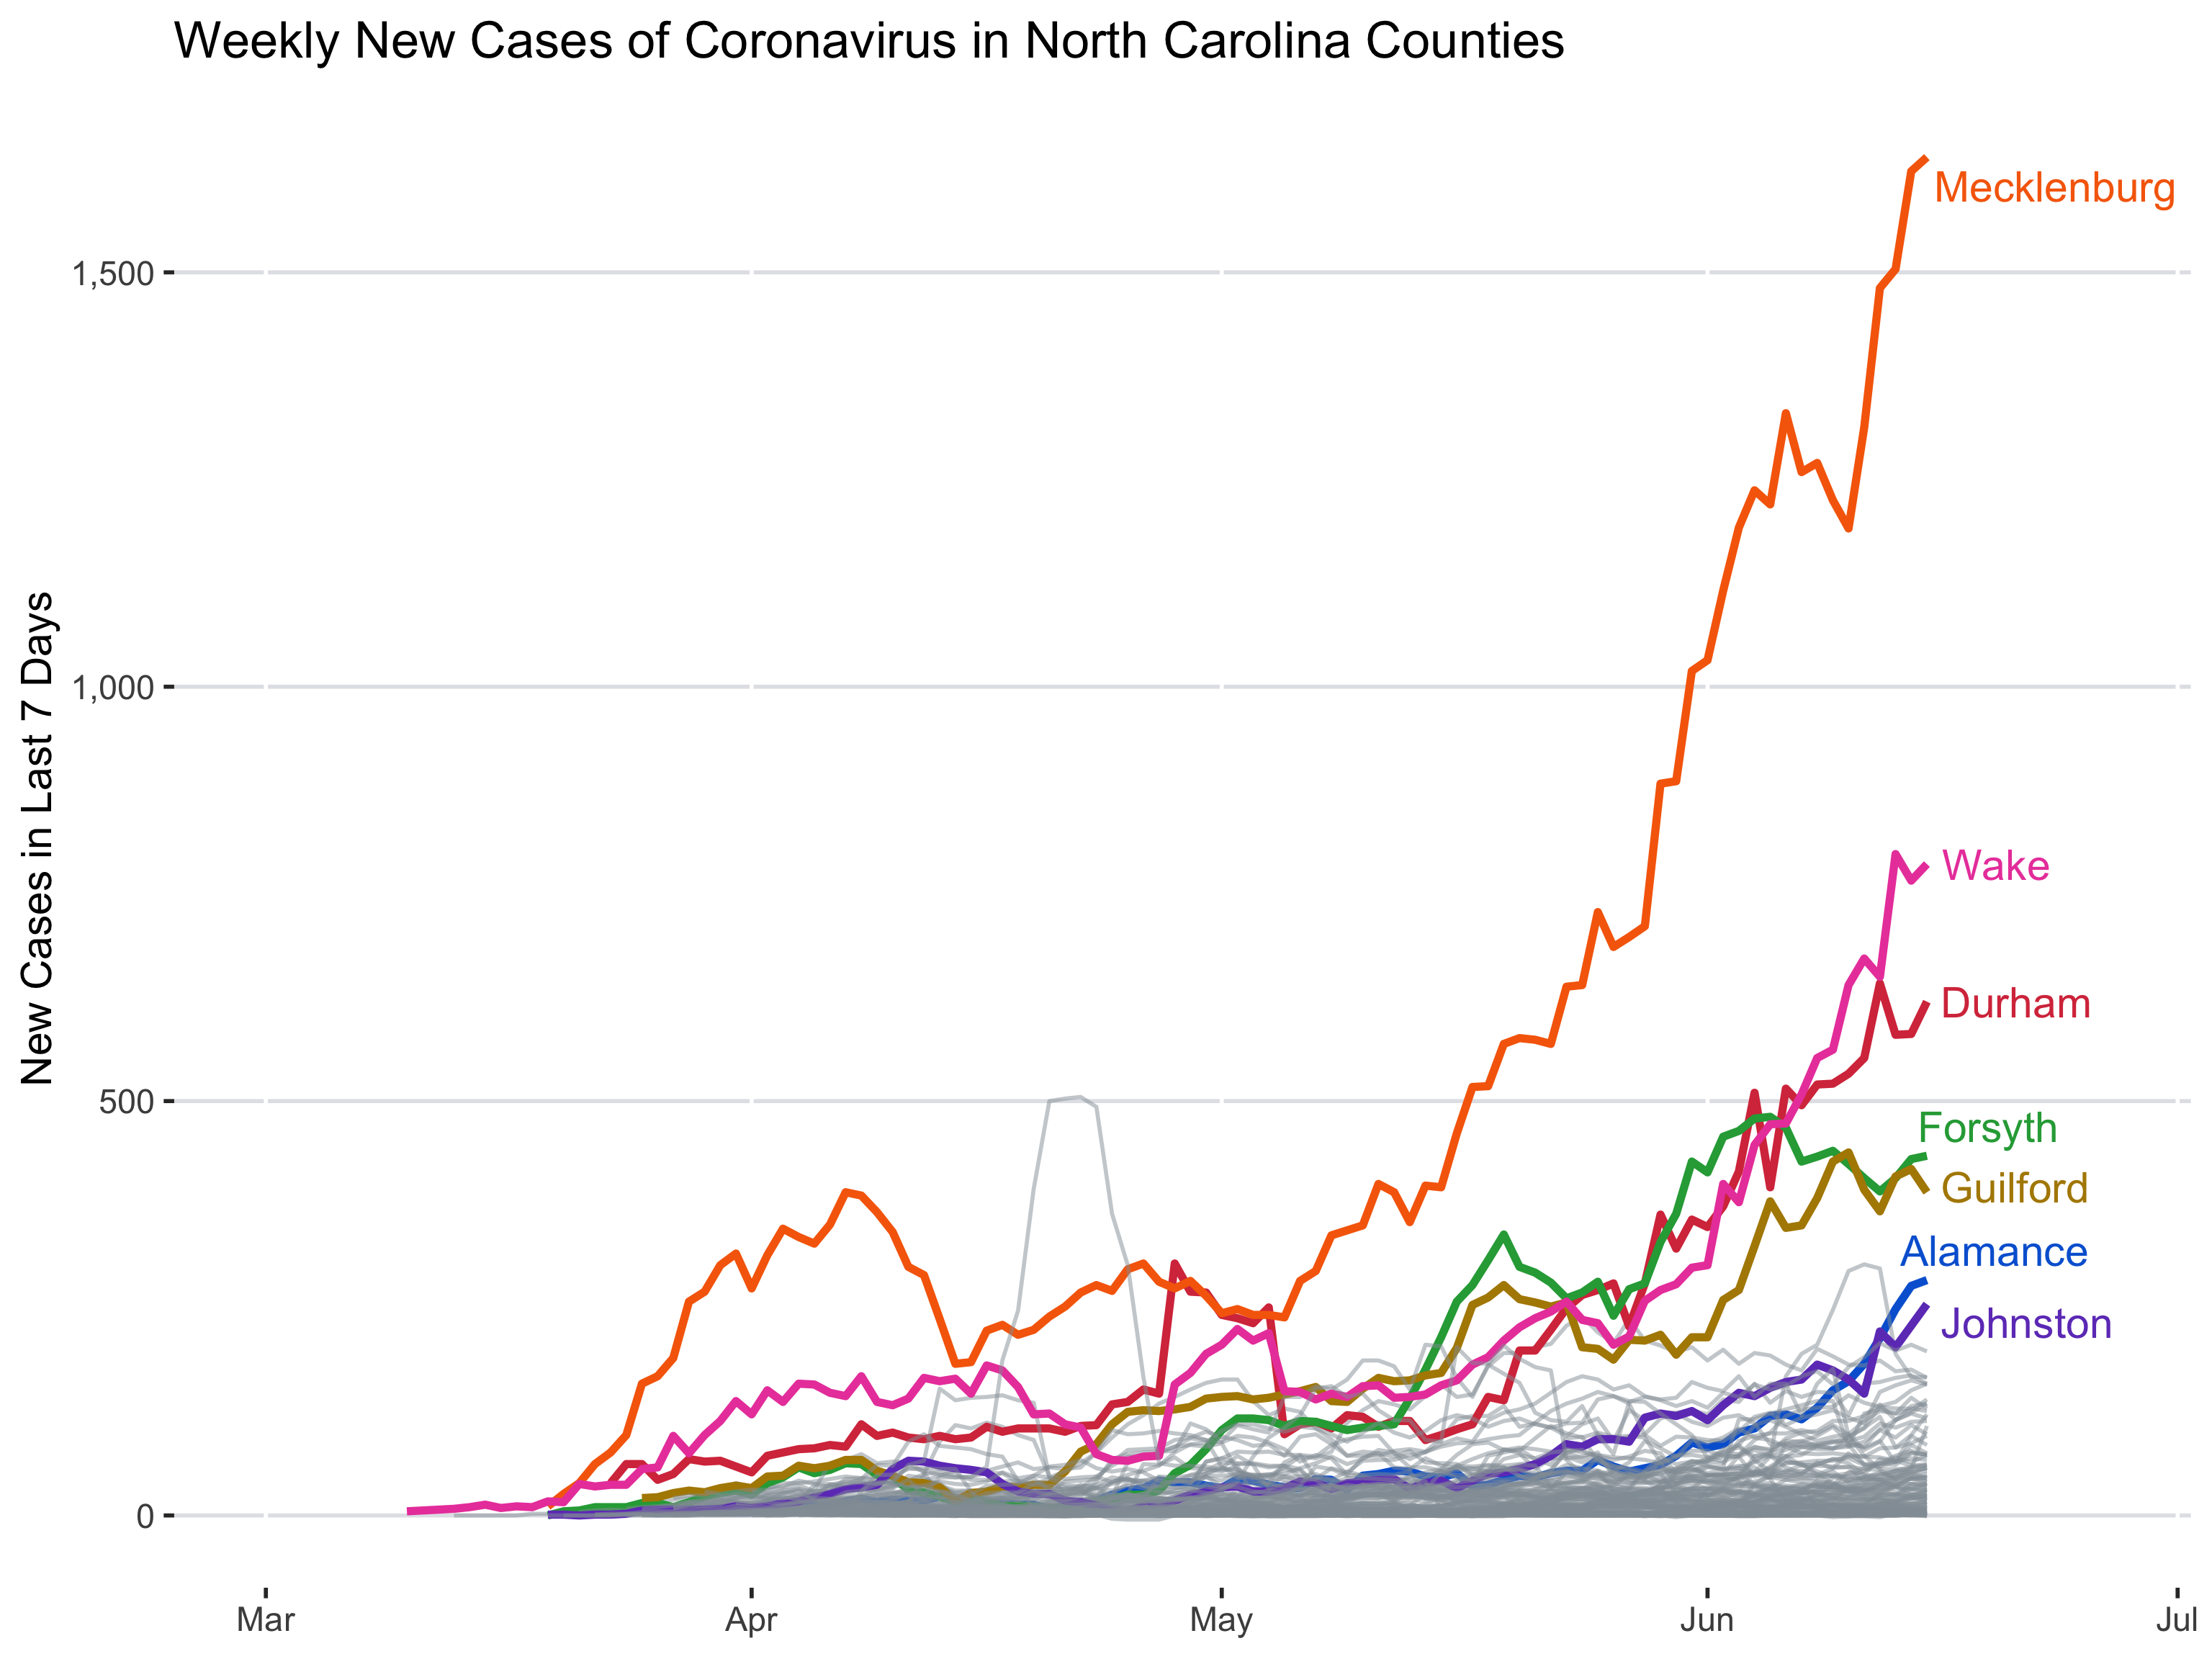 Weekly New Cases of Coronavirus in North Carolina Counties
New Cases in Last 7 Days
1,500
1,000
500
0
Mecklenburg
Wake
Durham
Forsyth
Guilford
Alamance
Johnston
Mar
Apr
May
Jun
Jul